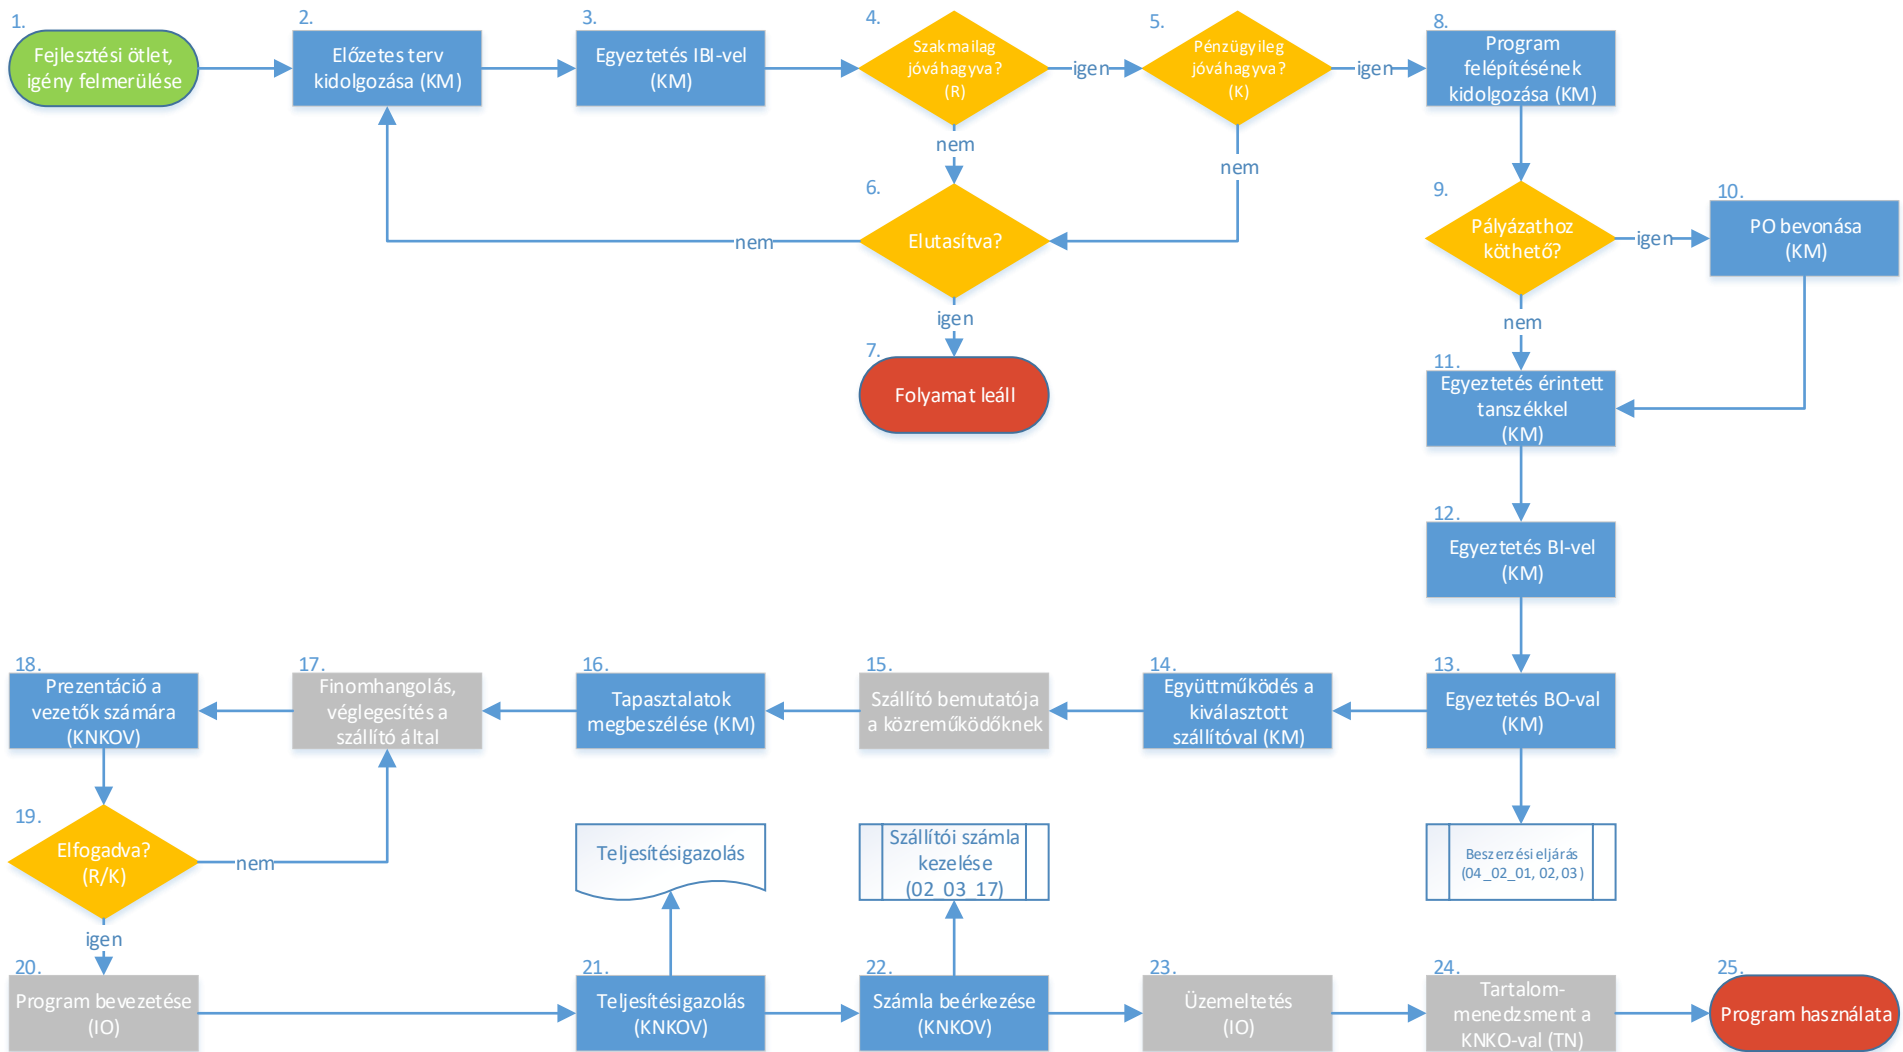 1.
Fejlesztési ötlet,
igény felmerülése
2.
Előzetes terv
kidolgozása (KM)
3.
Egyeztetés IBI-vel
(KM)
4.
Szakmailag
jóváhagyva?
(R)
igen
nem
5.
Pénzügyileg
jóváhagyva?
(K)
igen
nem
6.
Elutasítva?
nem
igen
7.
Folyamat leáll
8.
Program
felépítésének
kidolgozása (KM)
9.
Pályázathoz
köthető?
igen
nem
10.
PO bevonása
(KM)
11.
Egyeztetés érintett
tanszékkel
(KM)
12.
Egyeztetés BI-vel
(KM)
13.
Egyeztetés BO-val
(KM)
Beszerzési eljárás
(04_02_01, 02, 03)
14.
Együttműködés a
kiválasztott
szállítóval (KM)
15.
Szállító bemutatója
a közreműködőknek
16.
Tapasztalatok
megbeszélése (KM)
17.
Finomhangolás,
véglegesítés a
szállító által
18.
Prezentáció a
vezetők számára
(KNKOV)
19.
Elfogadva?
(R/K)
nem
igen
20.
Program bevezetése
(IO)
Teljesítésigazolás
21.
Teljesítésigazolás
(KNKOV)
Szállítói számla
kezelése
(02_03_17)
22.
Számla beérkezése
(KNKOV)
23.
Üzemeltetés
(IO)
24.
Tartalom-
menedzsment a
KNKO-val (TN)
25.
Program használata